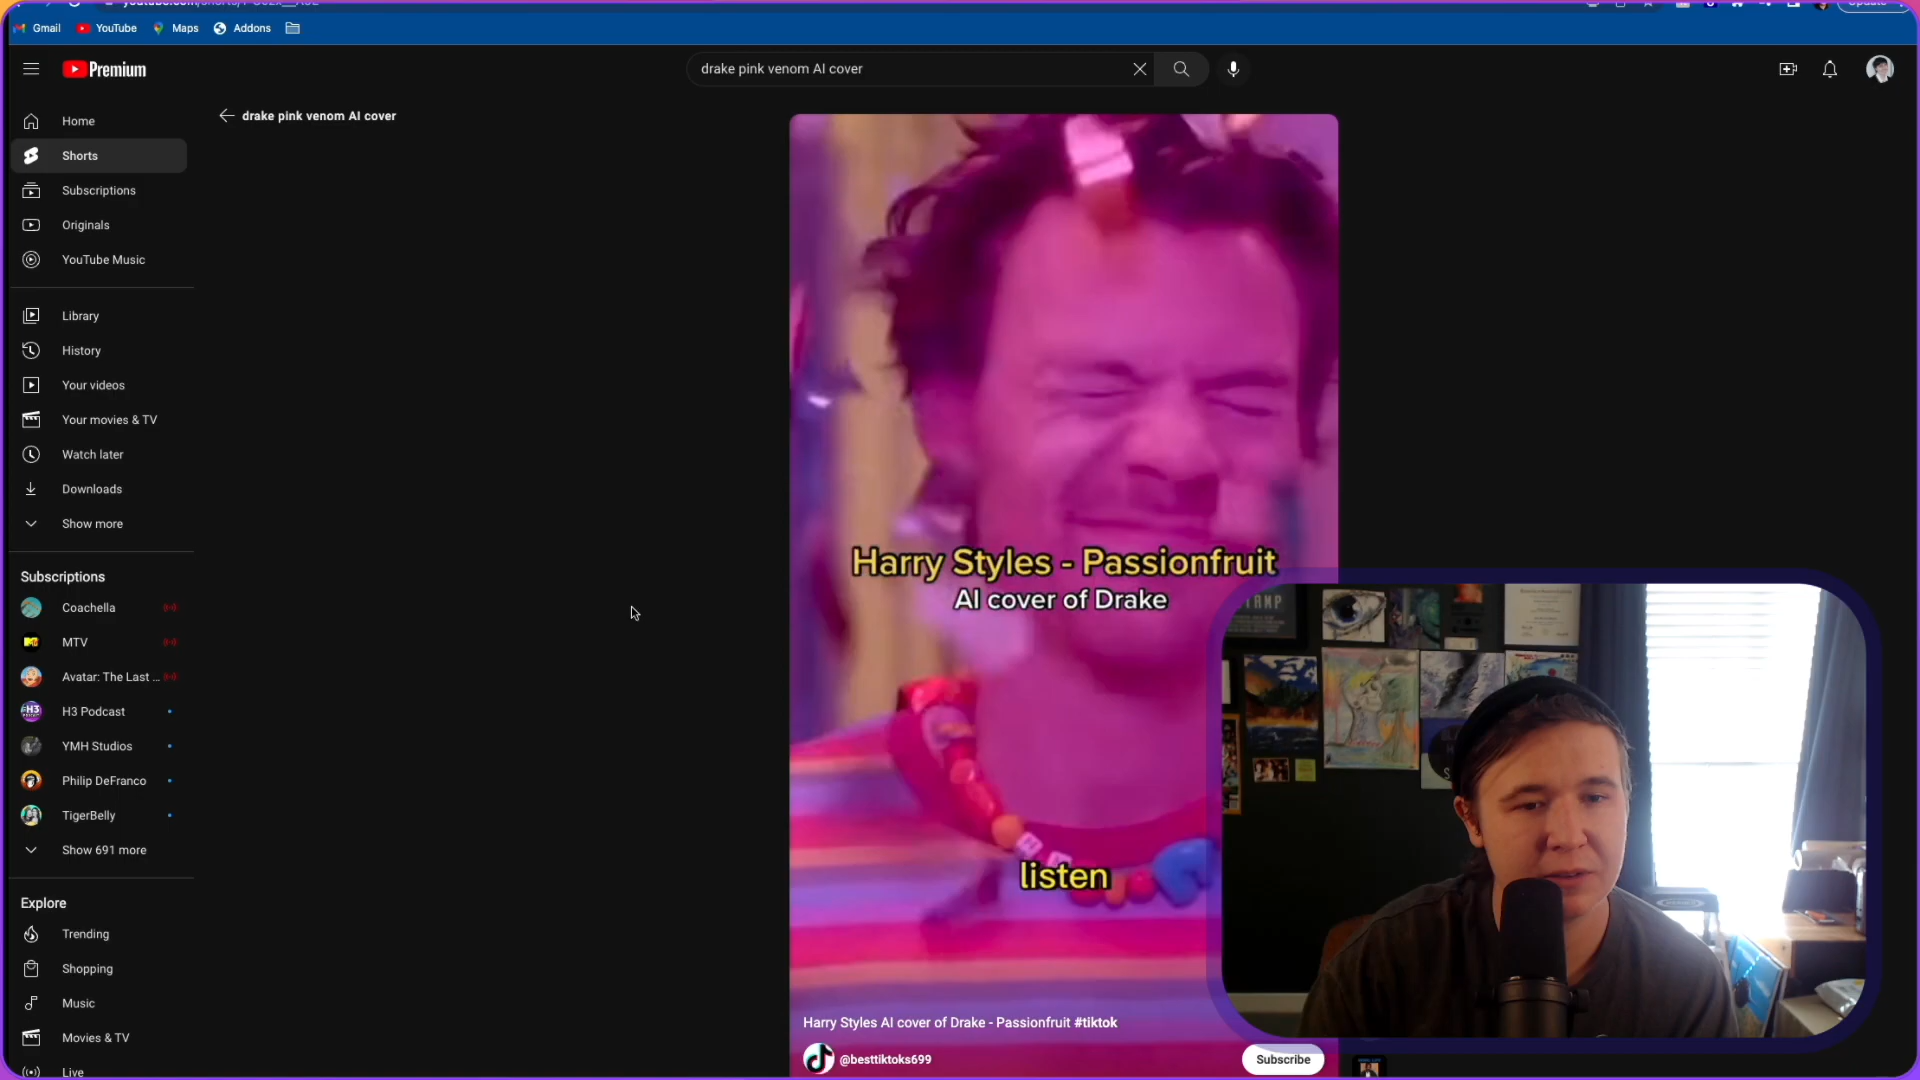 Gmail
YouTube
Maps
Addons
Premium
drake pink venom AI cover
drake pink venom AI cover
Home
Shorts
Subscriptions
Originals
YouTube Music
Library
History
Your videos
Your movies & TV
Watch later
Downloads
Show more
Subscriptions
Coachella
MTV
Avatar: The Last ...
H3 Podcast
YMH Studios
Philip DeFranco
TigerBelly
Show 691 more
Explore
Trending
Shopping
Music
Movies & TV
Live
Harry Styles - Passionfruit
AI cover of Drake
listen
Harry Styles AI cover of Drake - Passionfruit #tiktok
@besttiktoks699
Subscribe